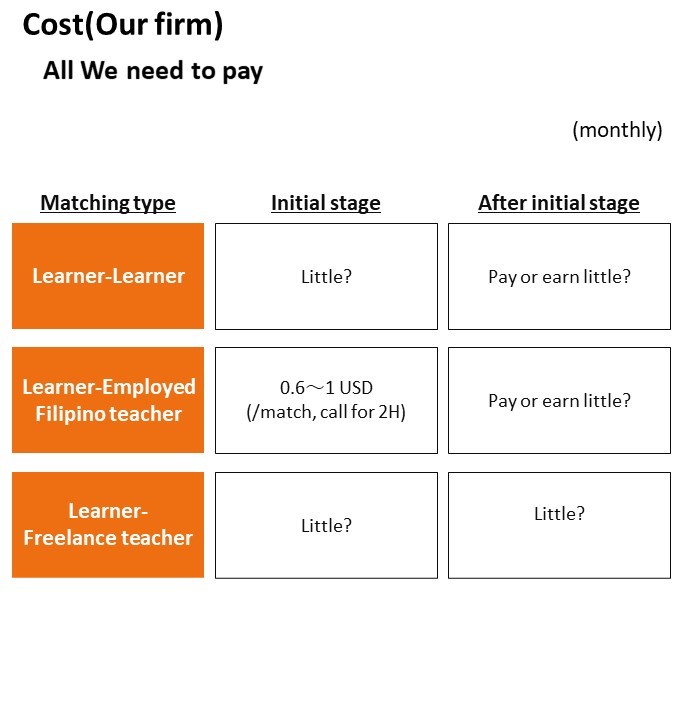 Cost(Our firm)
All We need to pay
(monthly)
Matching type
Initial stage
After initial stage
Learner-Learner
Little?
Pay or earn little?
Learner-Employed
Filipino teacher
0.6～1 USD
(/match, call for 2H)
Pay or earn little?
Learner-
Freelance teacher
Little?
Little?